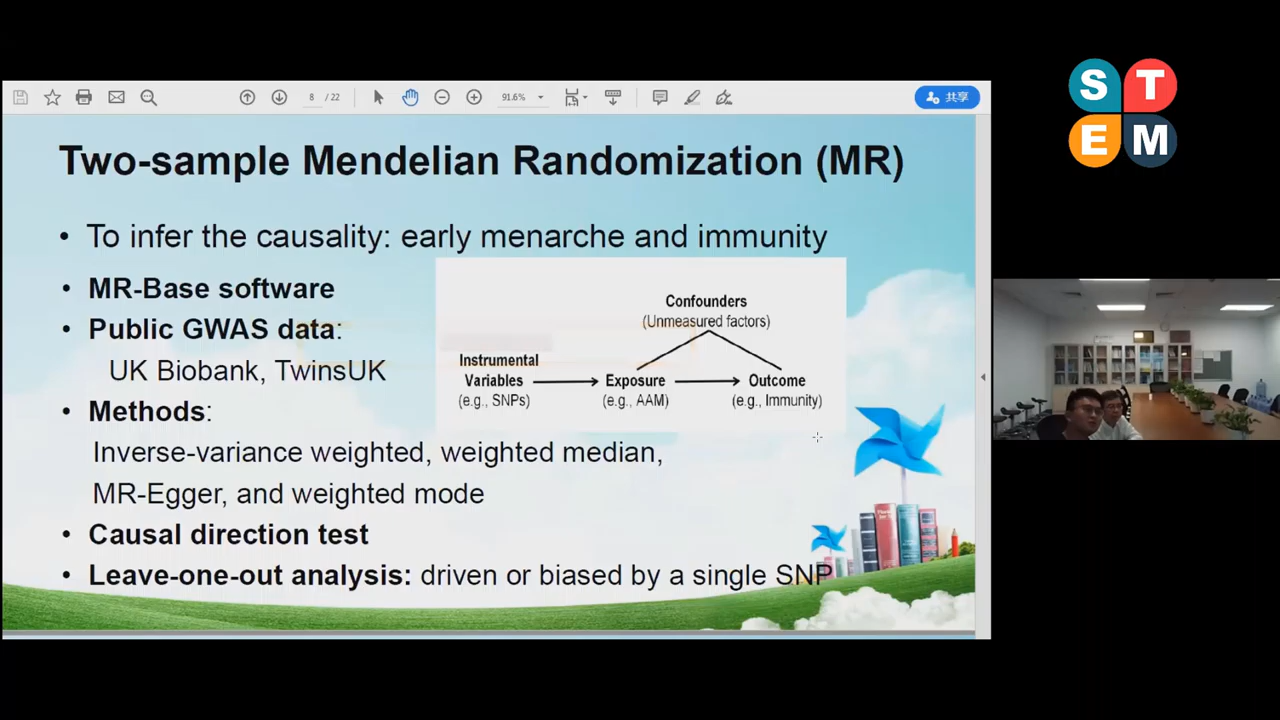 8 / 22
91.6%
共享
S T
E M
Two-sample Mendelian Randomization (MR)
• To infer the causality: early menarche and immunity
• MR-Base software
• Public GWAS data:
UK Biobank, TwinsUK
• Methods:
Inverse-variance weighted, weighted median,
MR-Egger, and weighted mode
• Causal direction test
• Leave-one-out analysis: driven or biased by a single SNP
Confounders
(Unmeasured factors)
Instrumental
Variables
(e.g., SNPs)
Exposure
(e.g., AAM)
Outcome
(e.g., Immunity)